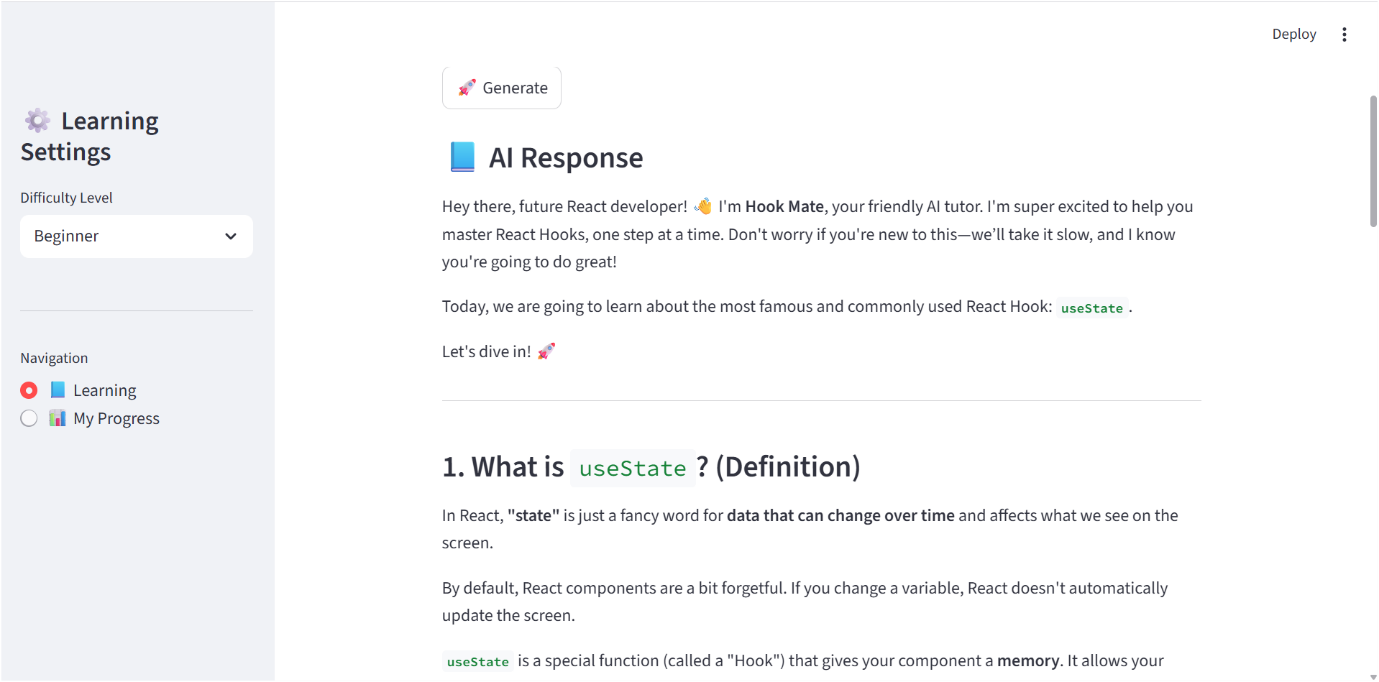 Deploy
⚙️ Learning
Settings
Difficulty Level
Beginner
Navigation
📘 Learning
📊 My Progress
🚀 Generate
📘 AI Response
Hey there, future React developer! 👋 I'm Hook Mate, your friendly AI tutor. I'm super excited to help you
master React Hooks, one step at a time. Don't worry if you're new to this—we’ll take it slow, and I know
you're going to do great!
Today, we are going to learn about the most famous and commonly used React Hook: useState.
Let's dive in! 🚀
1. What is useState? (Definition)
In React, "state" is just a fancy word for data that can change over time and affects what we see on the
screen.
By default, React components are a bit forgetful. If you change a variable, React doesn't automatically
update the screen.
useState is a special function (called a "Hook") that gives your component a memory. It allows your